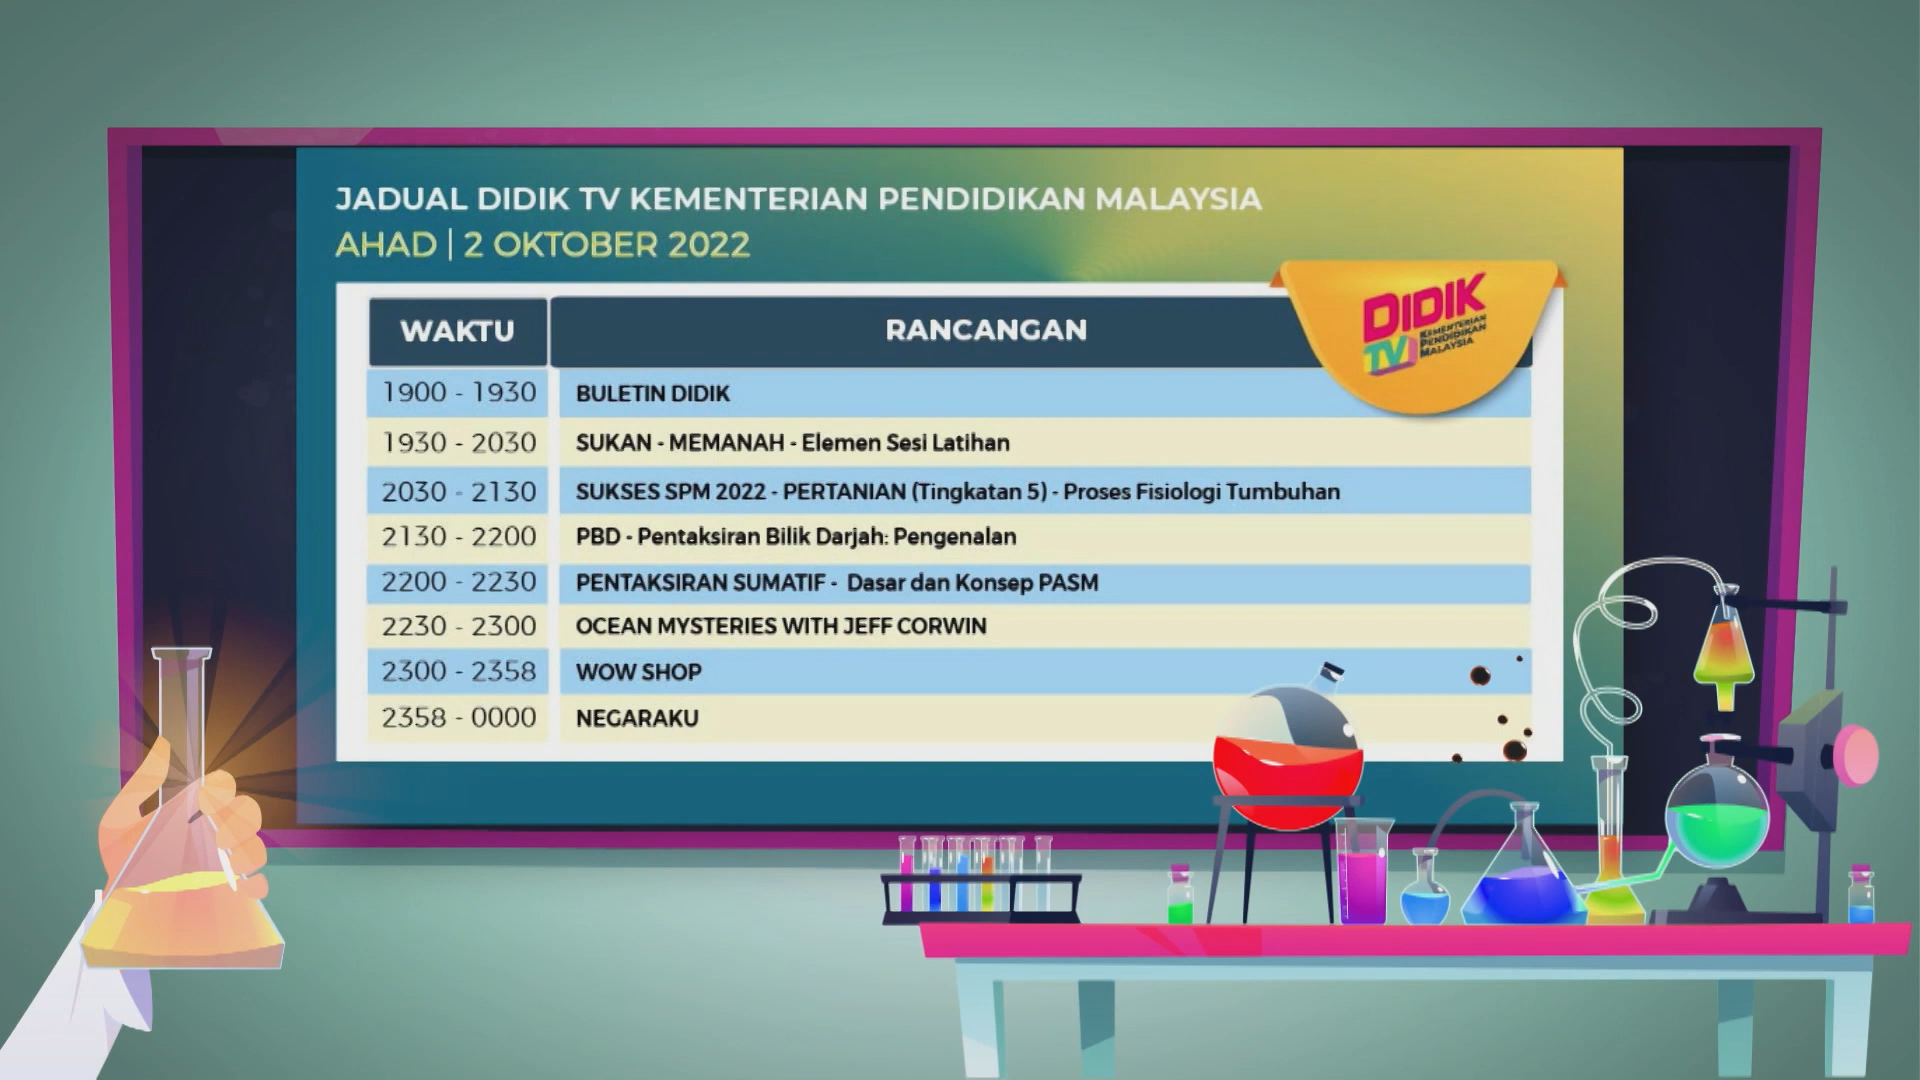 JADUAL DIDIK TV KEMENTERIAN PENDIDIKAN MALAYSIA
AHAD | 2 OKTOBER 2022
DIDIK
TV
KEMENTERIAN
PENDIDIKAN
MALAYSIA
WAKTU RANCANGAN
1900 - 1930 BULETIN DIDIK
1930 - 2030 SUKAN - MEMANAH - Elemen Sesi Latihan
2030 - 2130 SUKSES SPM 2022 - PERTANIAN (Tingkatan 5) - Proses Fisiologi Tumbuhan
2130 - 2200 PBD - Pentaksiran Bilik Darjah: Pengenalan
2200 - 2230 PENTAKSIRAN SUMATIF - Dasar dan Konsep PASM
2230 - 2300 OCEAN MYSTERIES WITH JEFF CORWIN
2300 - 2358 WOW SHOP
2358 - 0000 NEGARAKU